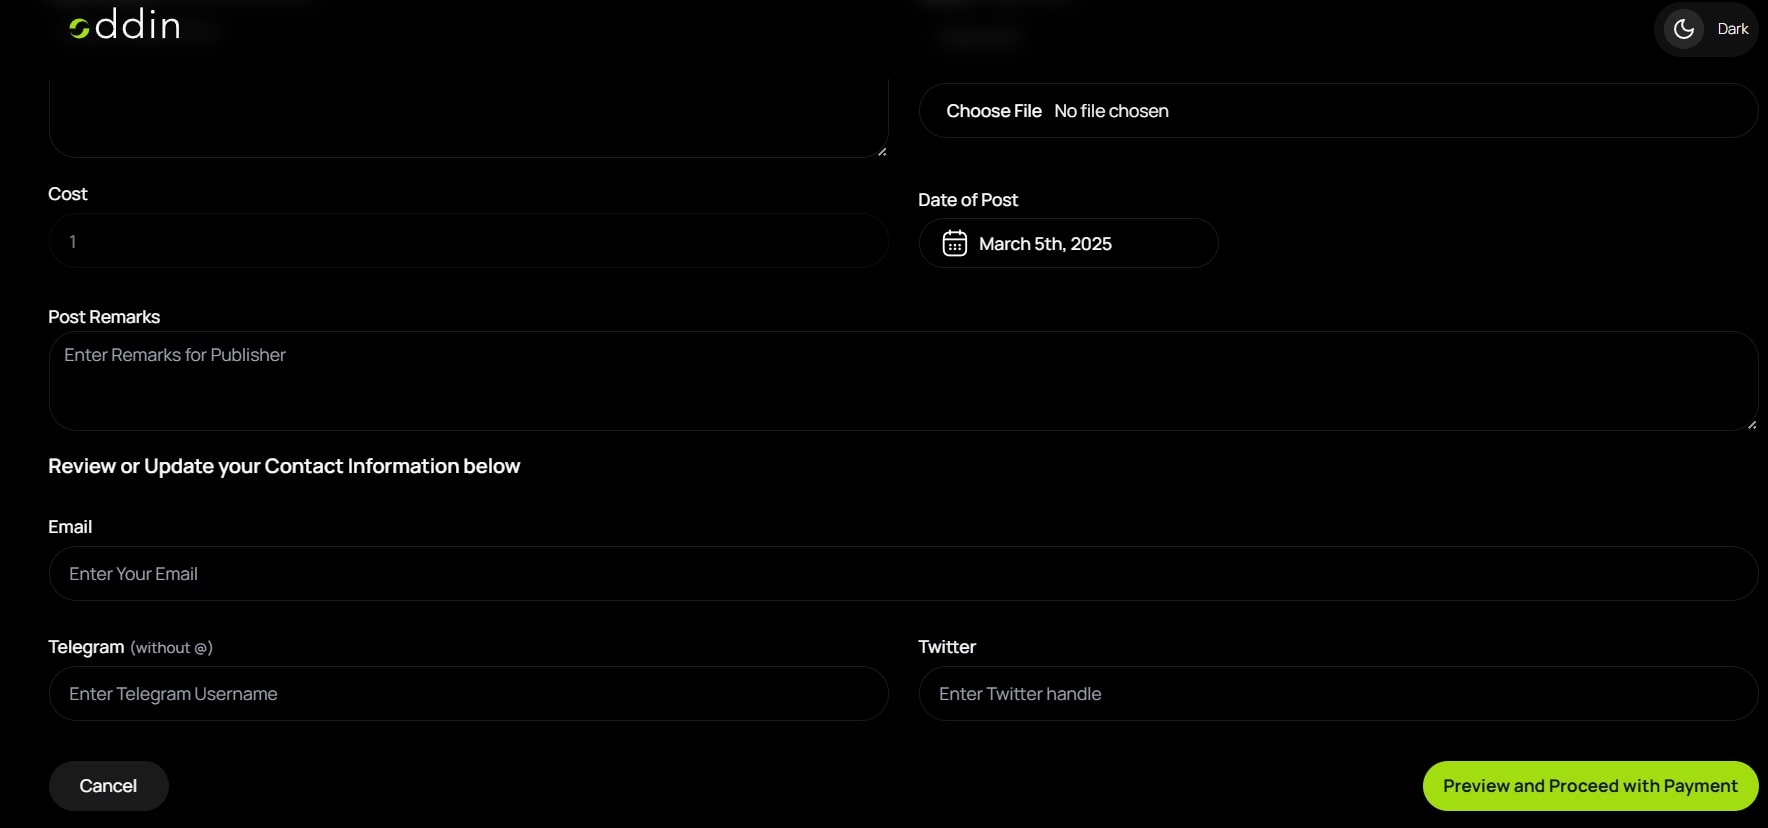 oddin
Dark
Choose File No file chosen
Cost
Date of Post
1
March 5th, 2025
Post Remarks
Enter Remarks for Publisher
Review or Update your Contact Information below
Email
Enter Your Email
Telegram (without @)
Twitter
Enter Telegram Username
Enter Twitter handle
Cancel
Preview and Proceed with Payment